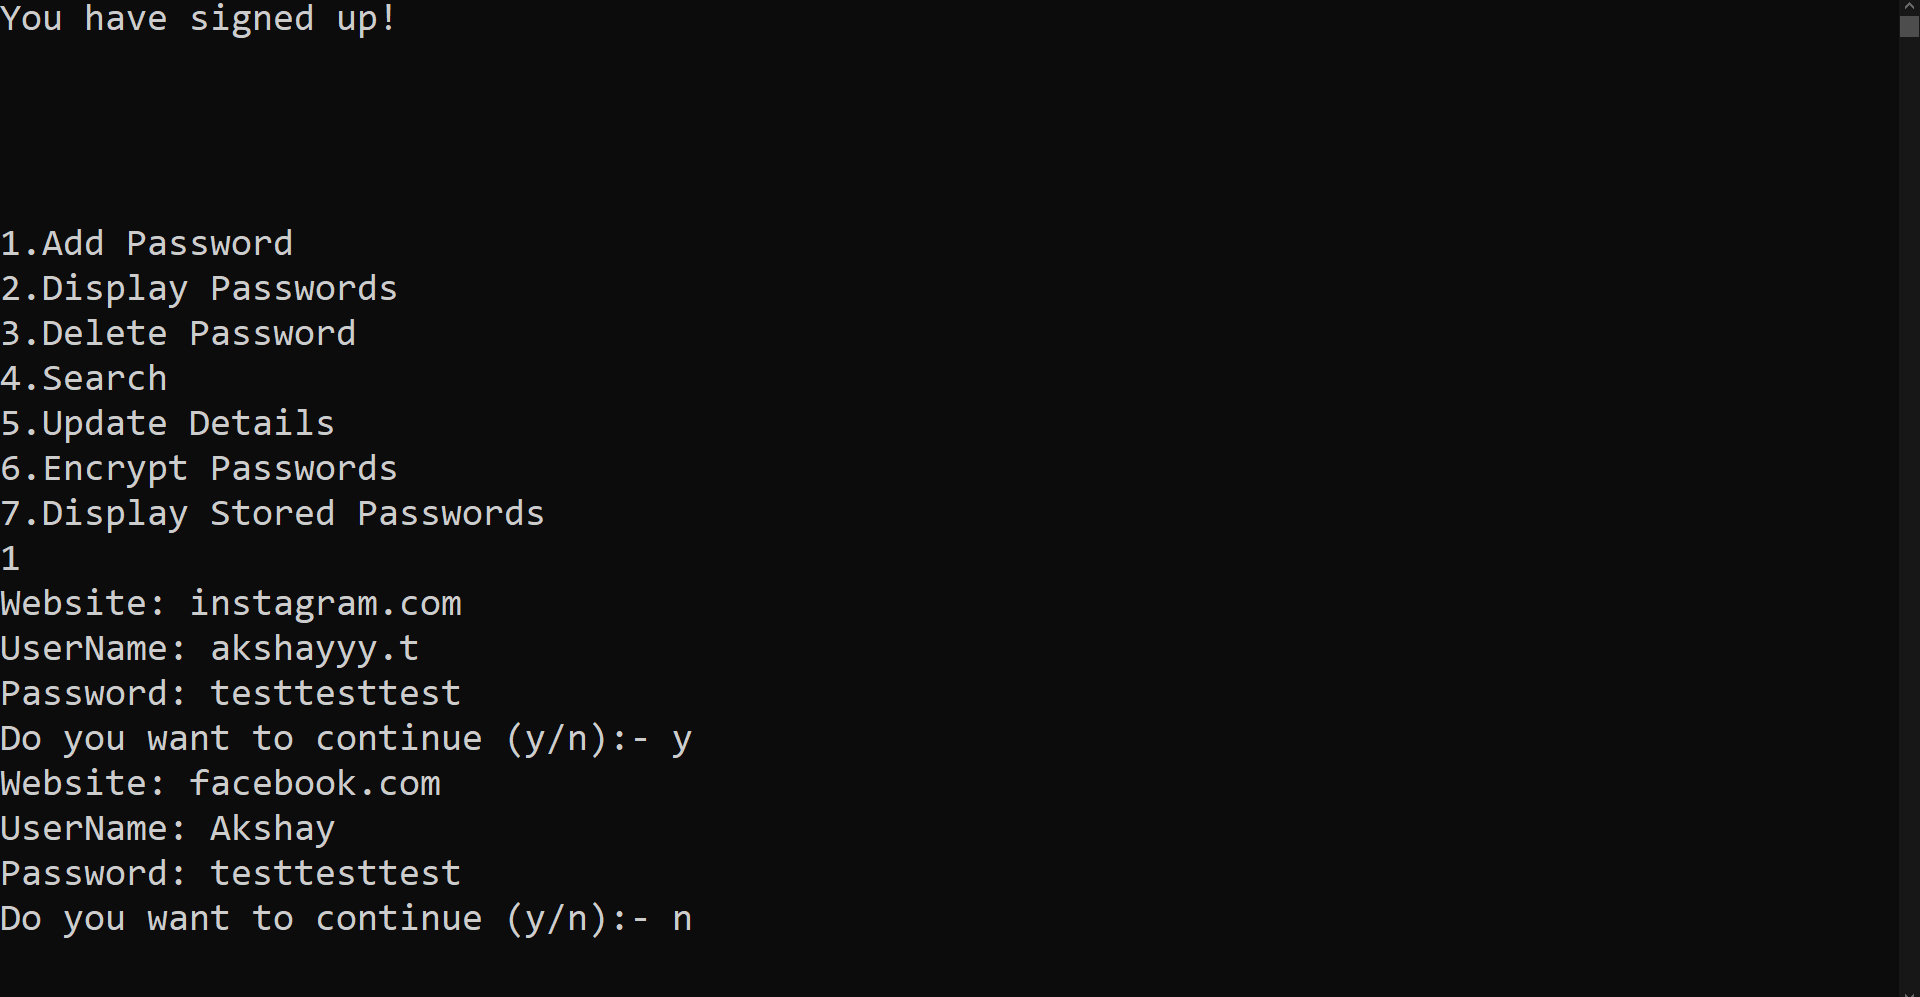 You have signed up!
1.Add Password
2.Display Passwords
3.Delete Password
4.Search
5.Update Details
6.Encrypt Passwords
7.Display Stored Passwords
1
Website: instagram.com
UserName: akshayyy.t
Password: testtesttest
Do you want to continue (y/n):- y
Website: facebook.com
UserName: Akshay
Password: testtesttest
Do you want to continue (y/n):- n